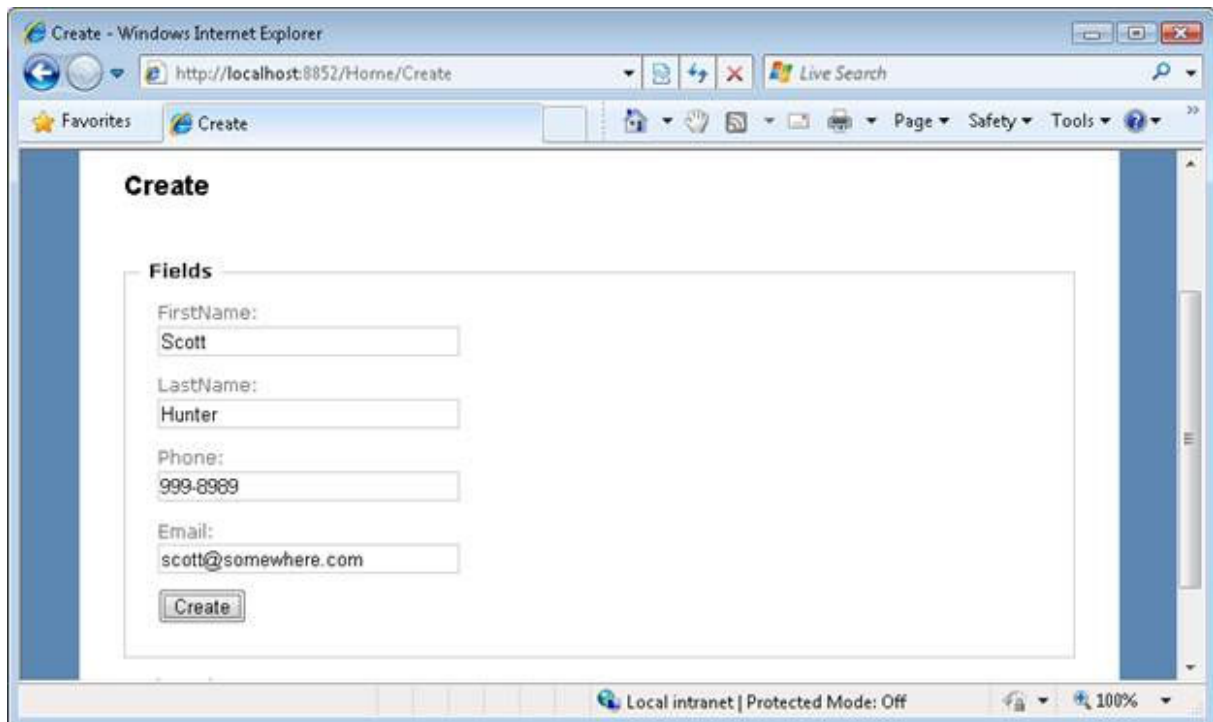 Create - Windows Internet Explorer
http://localhost:8852/Home/Create
Live Search
Favorites
Create
Page
Safety
Tools
Create
Fields
FirstName:
Scott
LastName:
Hunter
Phone:
999-8989
Email:
scott@somewhere.com
Create
Local intranet | Protected Mode: Off
100%